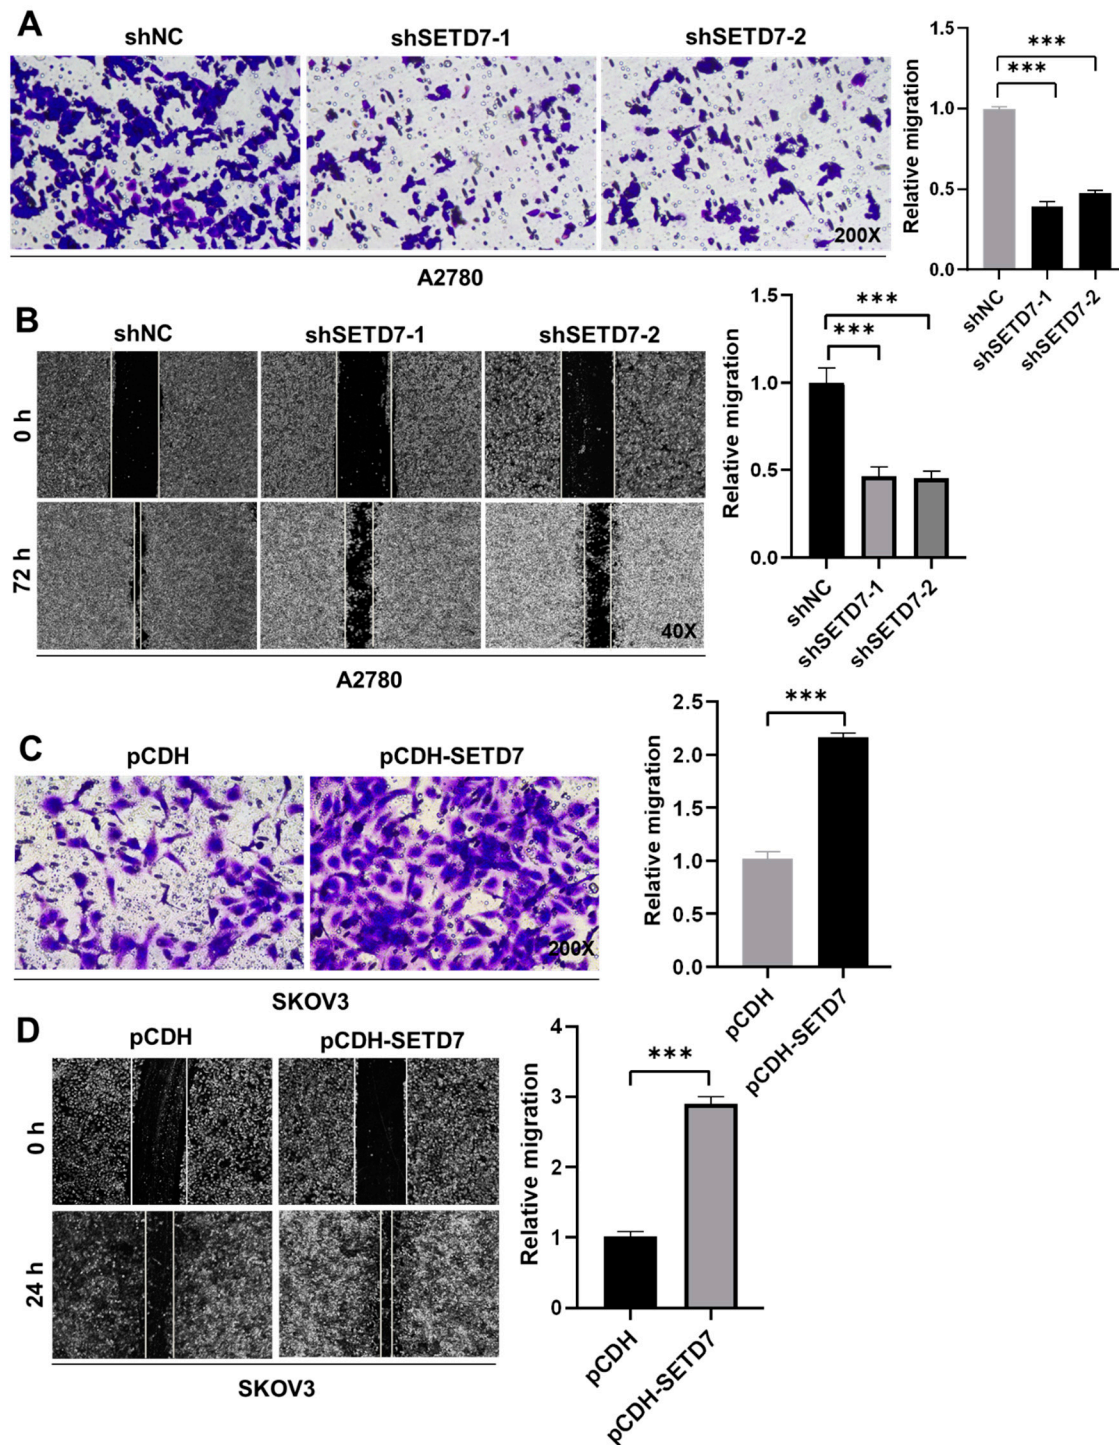 A
shNC shSETD7-1 shSETD7-2
200X
A2780
Relative migration
1.5
1.0
0.5
0.0
***
***
shNC
shSETD7-1
shSETD7-2
B
shNC shSETD7-1 shSETD7-2
0 h
72 h
40X
A2780
Relative migration
1.5
1.0
0.5
0.0
***
***
shNC
shSETD7-1
shSETD7-2
C
pCDH pCDH-SETD7
200X
SKOV3
Relative migration
2.5
2.0
1.5
1.0
0.5
0.0
***
pCDH
pCDH-SETD7
D
pCDH pCDH-SETD7
0 h
24 h
SKOV3
Relative migration
4
3
2
1
0
***
pCDH
pCDH-SETD7